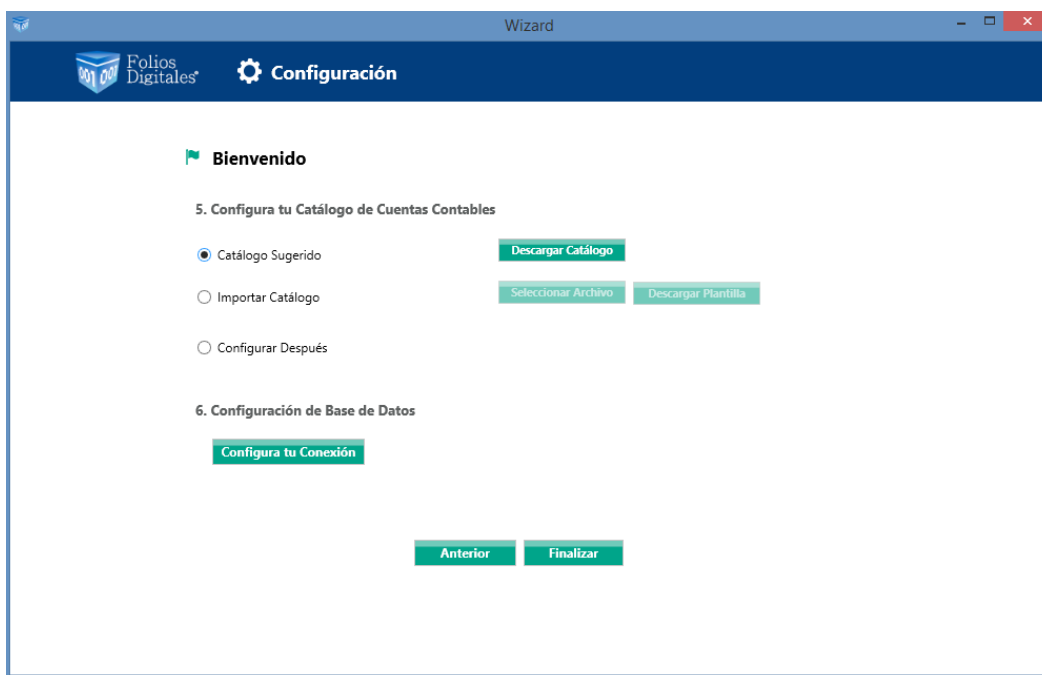 Wizard
Folios
Digitales
Configuración
Bienvenido
5. Configura tu Catálogo de Cuentas Contables
Catálogo Sugerido
Descargar Catálogo
Importar Catálogo
Seleccionar Archivo
Descargar Plantilla
Configurar Después
6. Configuración de Base de Datos
Configura tu Conexión
Anterior
Finalizar